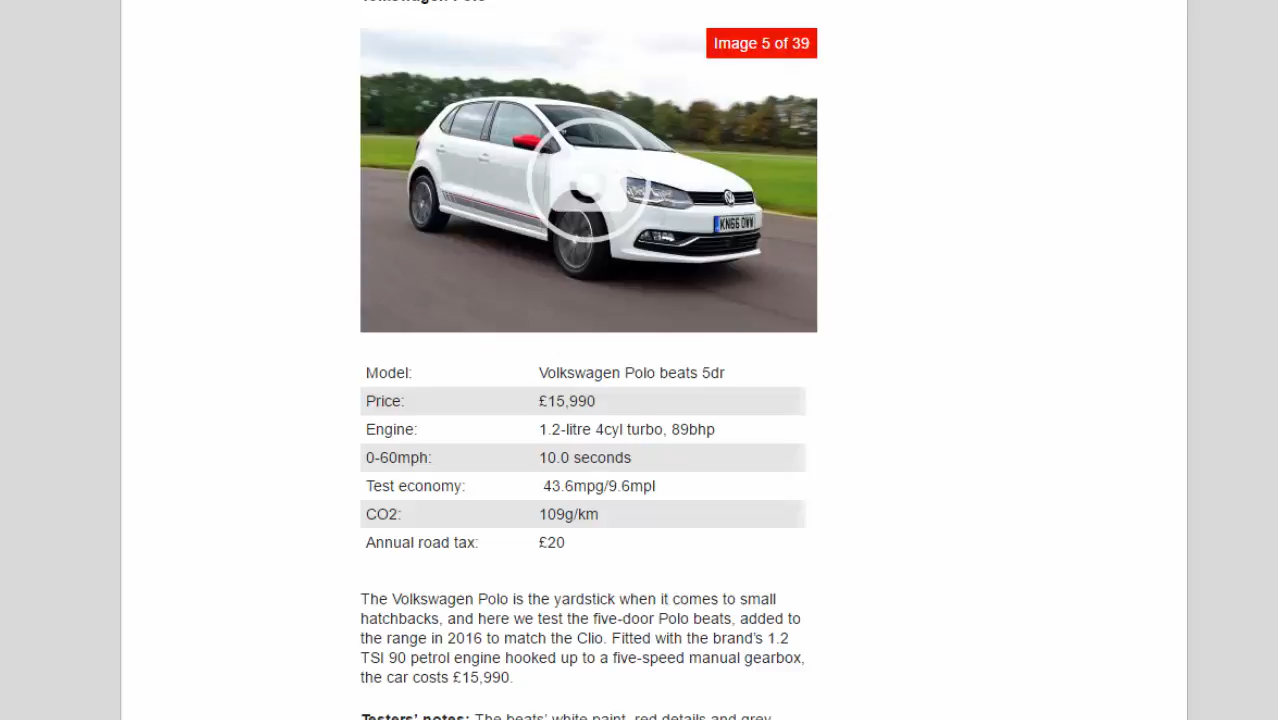 Image 5 of 39
KN66 OWV
Model: Volkswagen Polo beats 5dr
Price: £15,990
Engine: 1.2-litre 4cyl turbo, 89bhp
0-60mph: 10.0 seconds
Test economy: 43.6mpg/9.6mpl
CO2: 109g/km
Annual road tax: £20
The Volkswagen Polo is the yardstick when it comes to small
hatchbacks, and here we test the five-door Polo beats, added to
the range in 2016 to match the Clio. Fitted with the brand’s 1.2
TSI 90 petrol engine hooked up to a five-speed manual gearbox,
the car costs £15,990.
Testers’ notes: The beats’ white paint, red details and grey